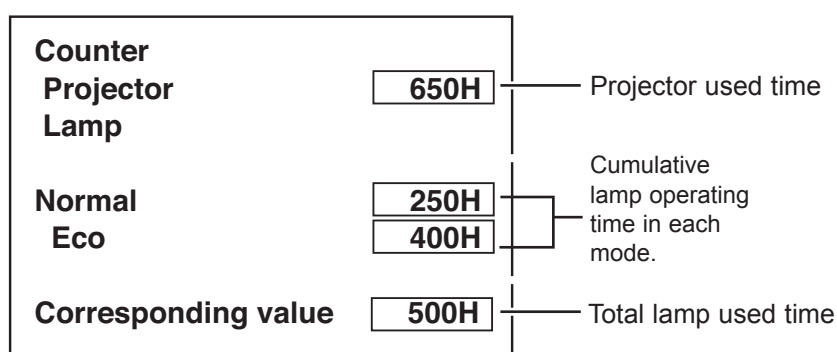 Counter
Projector 650H Projector used time
Lamp
Cumulative
lamp operating
time in each
mode.
Normal 250H
Eco 400H
Corresponding value 500H Total lamp used time